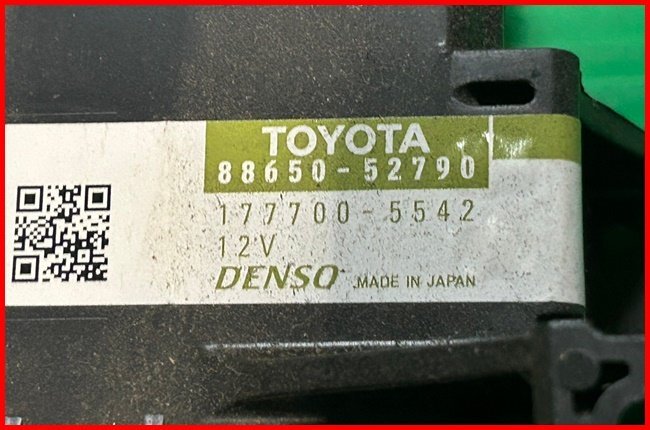 TOYOTA
88650-52790
177700-5542
12V
DENSO MADE IN JAPAN